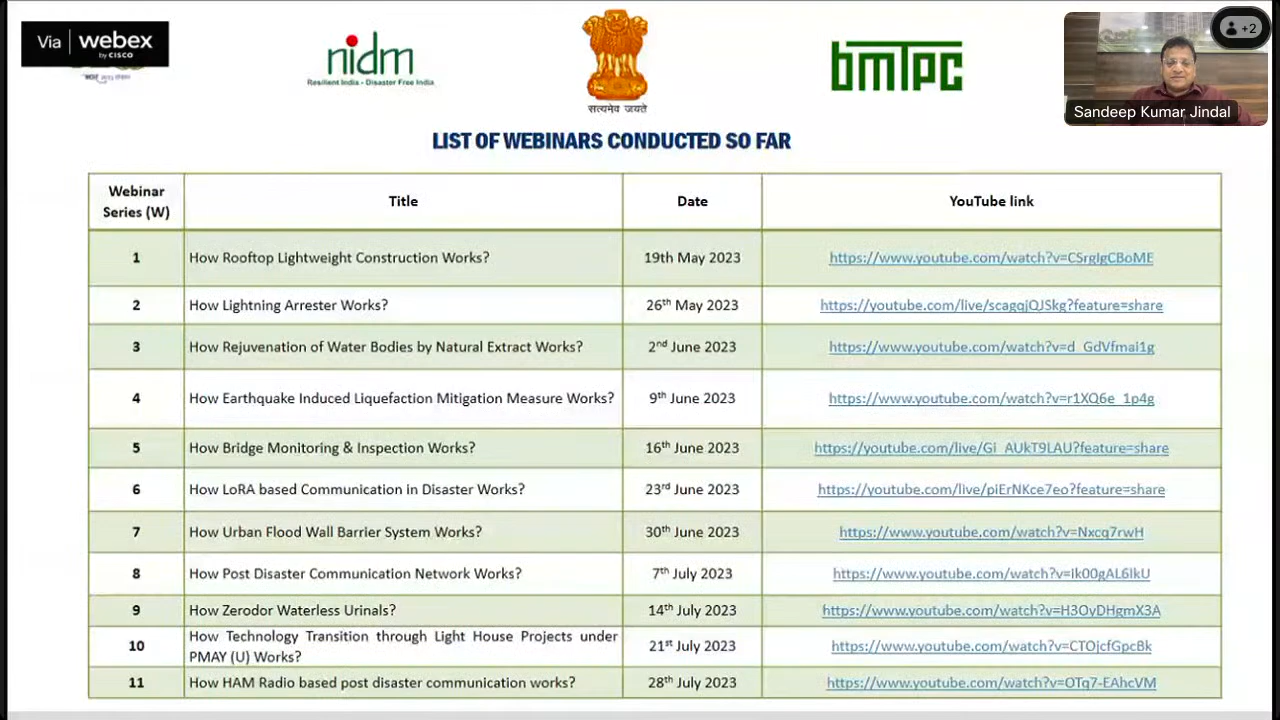 Via webex
by CISCO
nidm
Resilient India - Disaster Free India
सत्यमेव जयते
bmtpc
+2
Sandeep Kumar Jindal
LIST OF WEBINARS CONDUCTED SO FAR
Webinar Series (W) Title Date YouTube link
1 How Rooftop Lightweight Construction Works? 19th May 2023 https://www.youtube.com/watch?v=CSrgIgCBoME
2 How Lightning Arrester Works? 26th May 2023 https://youtube.com/live/scagqjQJSkg?feature=share
3 How Rejuvenation of Water Bodies by Natural Extract Works? 2nd June 2023 https://www.youtube.com/watch?v=d_GdVfmai1g
4 How Earthquake Induced Liquefaction Mitigation Measure Works? 9th June 2023 https://www.youtube.com/watch?v=r1XQ6e_1p4g
5 How Bridge Monitoring & Inspection Works? 16th June 2023 https://youtube.com/live/Gi_AUkT9LAU?feature=share
6 How LoRA based Communication in Disaster Works? 23rd June 2023 https://youtube.com/live/piErNKce7eo?feature=share
7 How Urban Flood Wall Barrier System Works? 30th June 2023 https://www.youtube.com/watch?v=Nxcq7rwH
8 How Post Disaster Communication Network Works? 7th July 2023 https://www.youtube.com/watch?v=Ik00gAL6IkU
9 How Zerodor Waterless Urinals? 14th July 2023 https://www.youtube.com/watch?v=H3OyDHgmX3A
10 How Technology Transition through Light House Projects under PMAY (U) Works? 21st July 2023 https://www.youtube.com/watch?v=CTOjcfGpcBk
11 How HAM Radio based post disaster communication works? 28th July 2023 https://www.youtube.com/watch?v=OTq7-EAhcVM